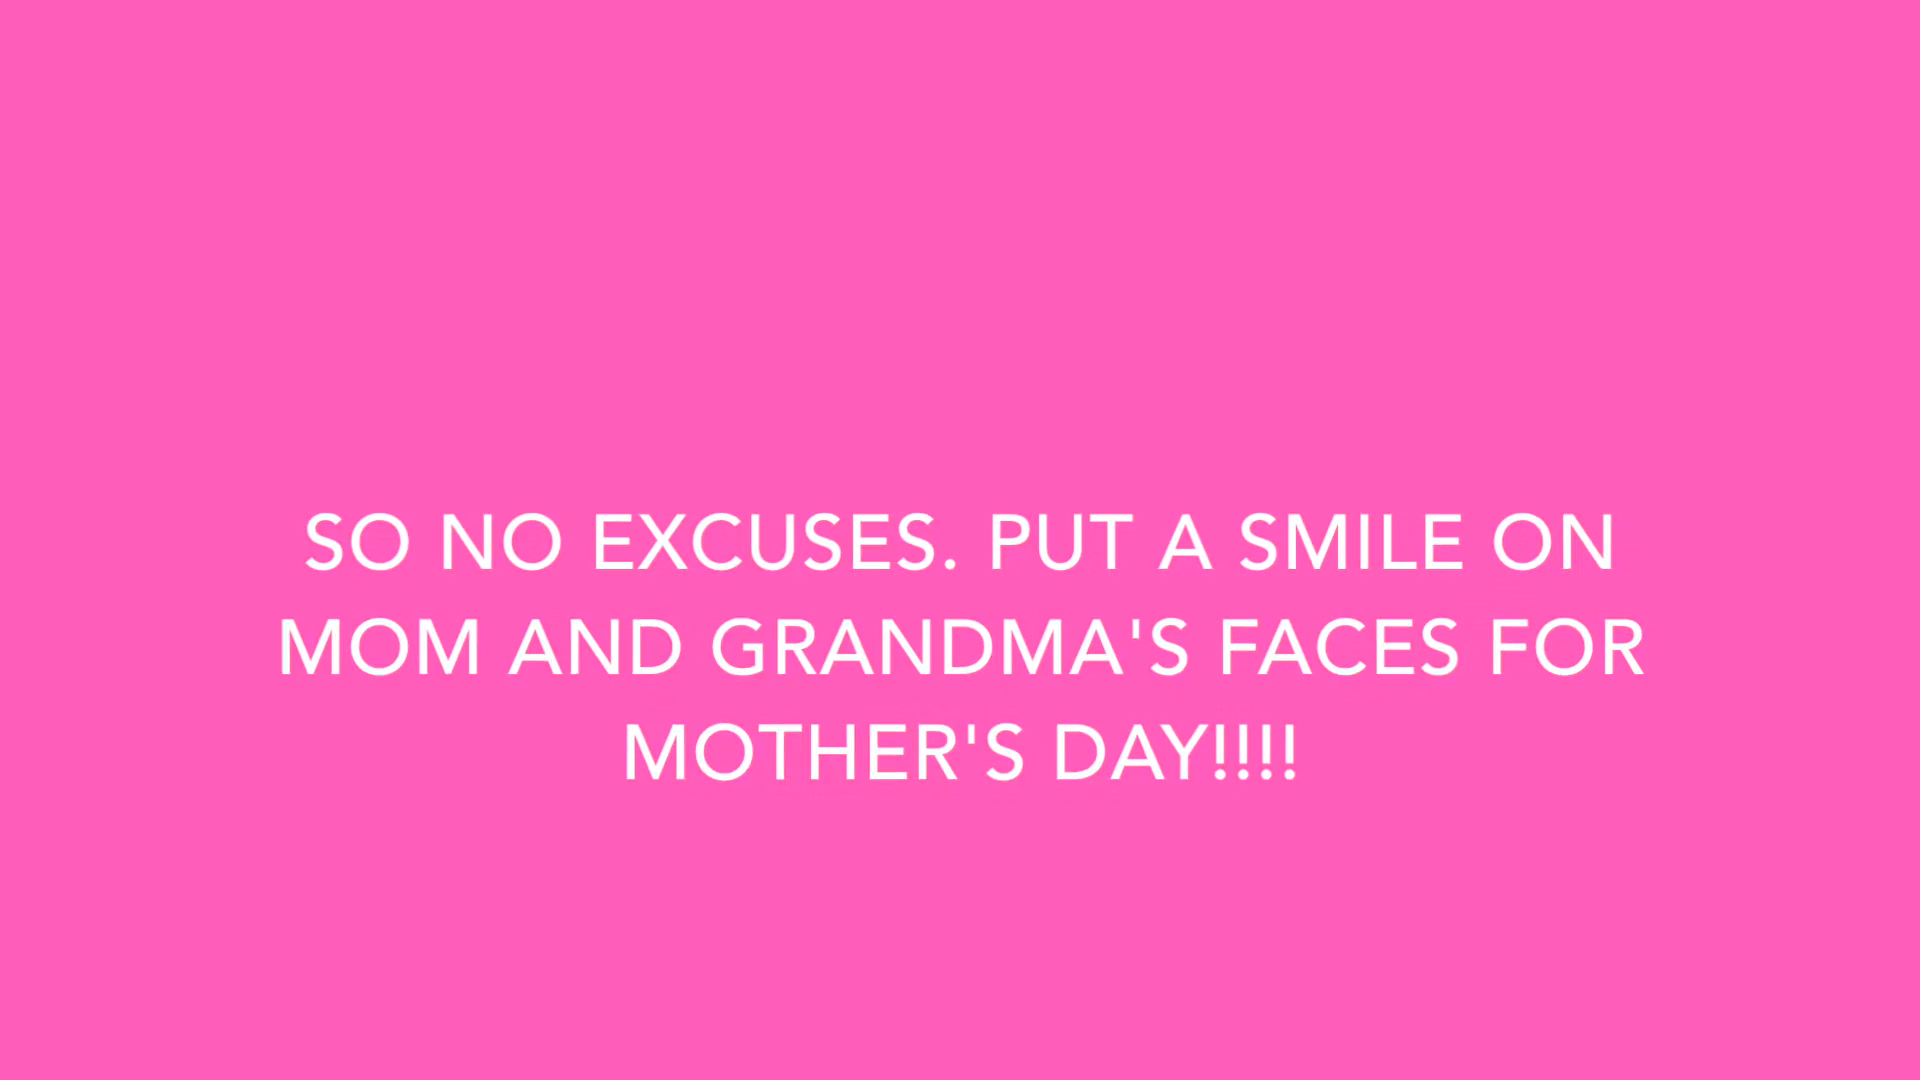 SO NO EXCUSES. PUT A SMILE ON
MOM AND GRANDMA'S FACES FOR
MOTHER'S DAY!!!!